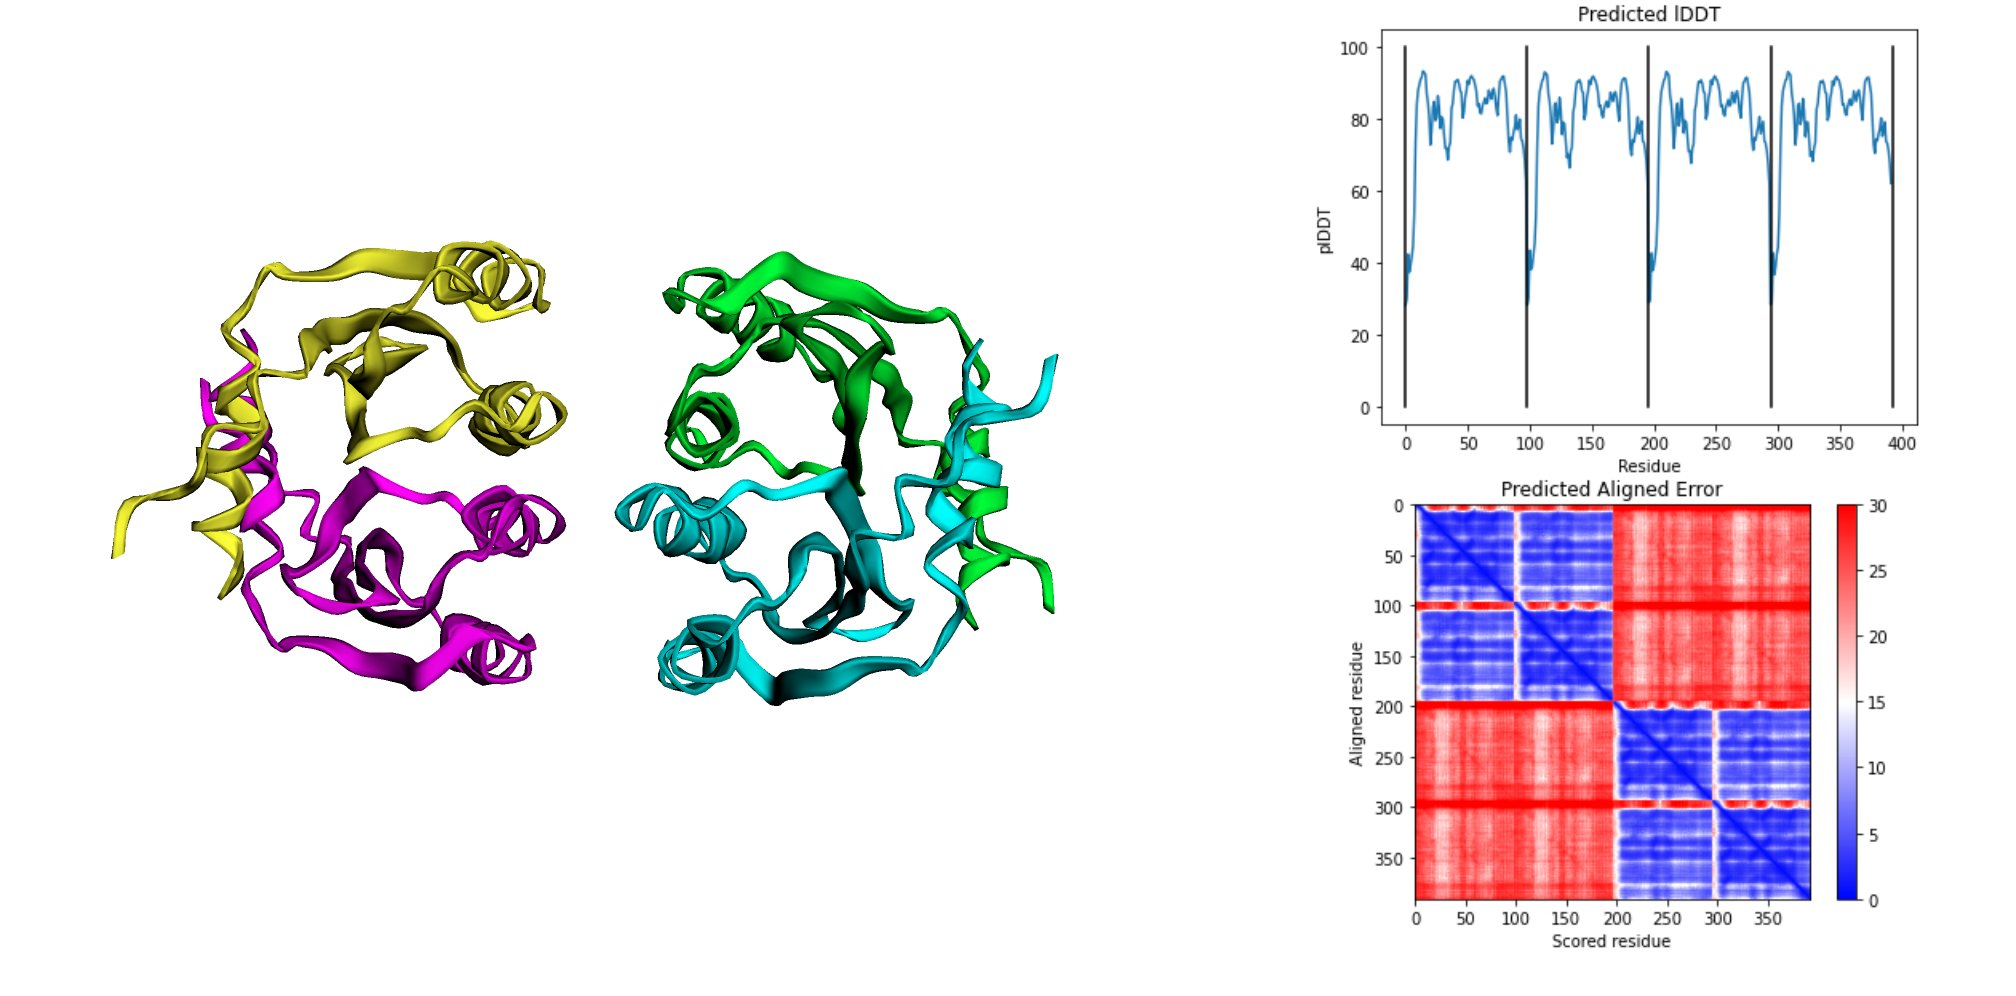 Predicted lDDT
100
80
60
40
20
0
plDDT
0 50 100 150 200 250 300 350 400
Residue
Predicted Aligned Error
0
50
100
150
200
250
300
350
Aligned residue
0 50 100 150 200 250 300 350
Scored residue
30
25
20
15
10
5
0